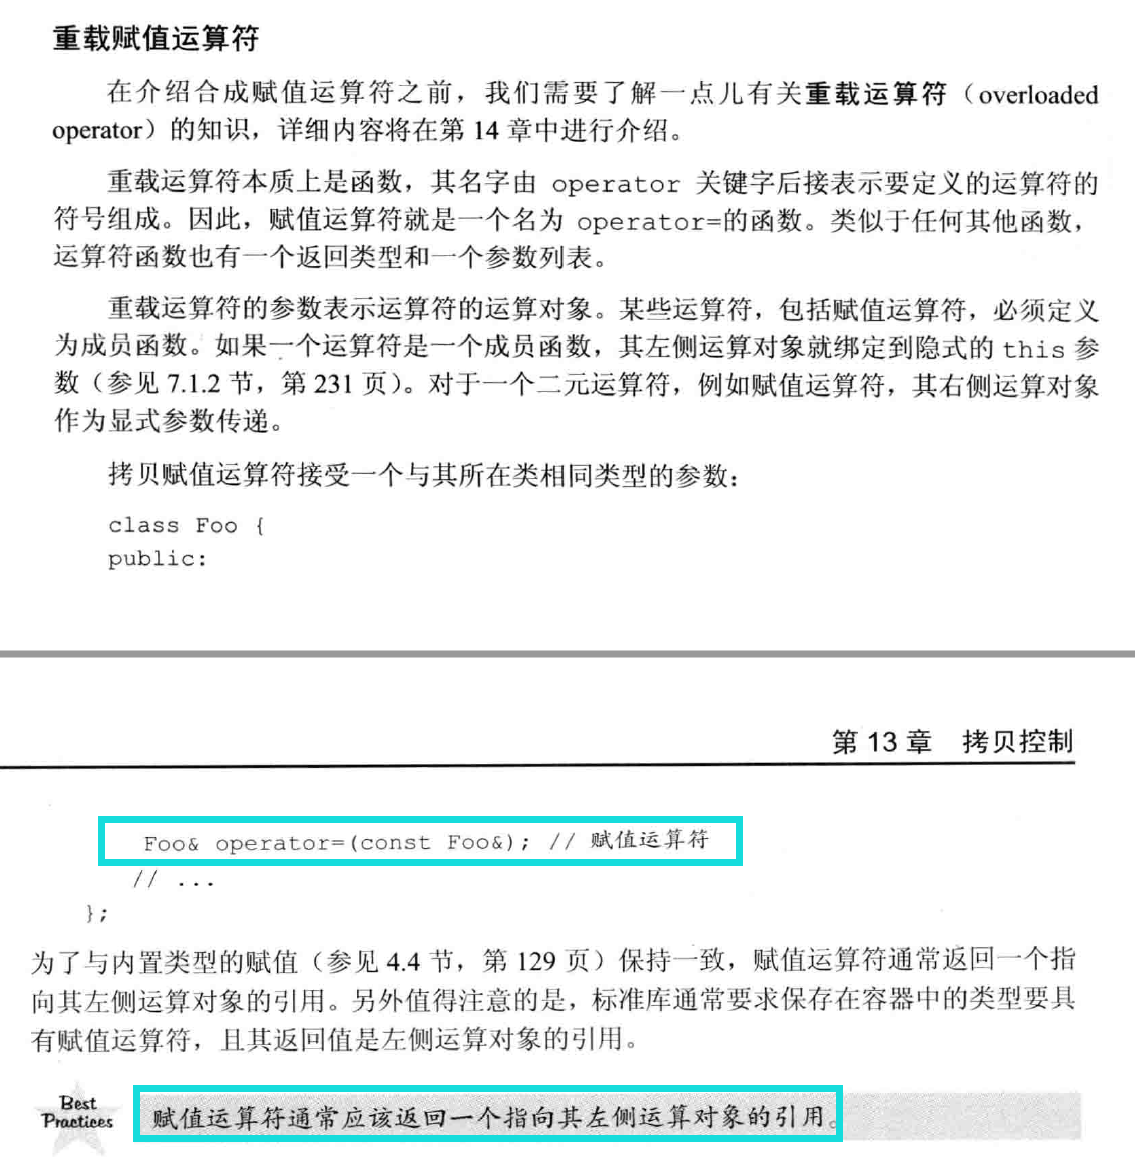 重载赋值运算符
在介绍合成赋值运算符之前，我们需要了解一点儿有关重载运算符（overloaded
operator）的知识，详细内容将在第 14 章中进行介绍。
重载运算符本质上是函数，其名字由 operator 关键字后接表示要定义的运算符的
符号组成。因此，赋值运算符就是一个名为 operator=的函数。类似于任何其他函数，
运算符函数也有一个返回类型和一个参数列表。
重载运算符的参数表示运算符的运算对象。某些运算符，包括赋值运算符，必须定义
为成员函数。如果一个运算符是一个成员函数，其左侧运算对象就绑定到隐式的 this 参
数（参见 7.1.2 节，第 231 页）。对于一个二元运算符，例如赋值运算符，其右侧运算对象
作为显式参数传递。
拷贝赋值运算符接受一个与其所在类相同类型的参数：
class Foo {
public:
第 13 章 拷贝控制
Foo& operator=(const Foo&); // 赋值运算符
// ...
};
为了与内置类型的赋值（参见 4.4 节，第 129 页）保持一致，赋值运算符通常返回一个指
向其左侧运算对象的引用。另外值得注意的是，标准库通常要求保存在容器中的类型要具
有赋值运算符，且其返回值是左侧运算对象的引用。
Best
Practices
赋值运算符通常应该返回一个指向其左侧运算对象的引用。